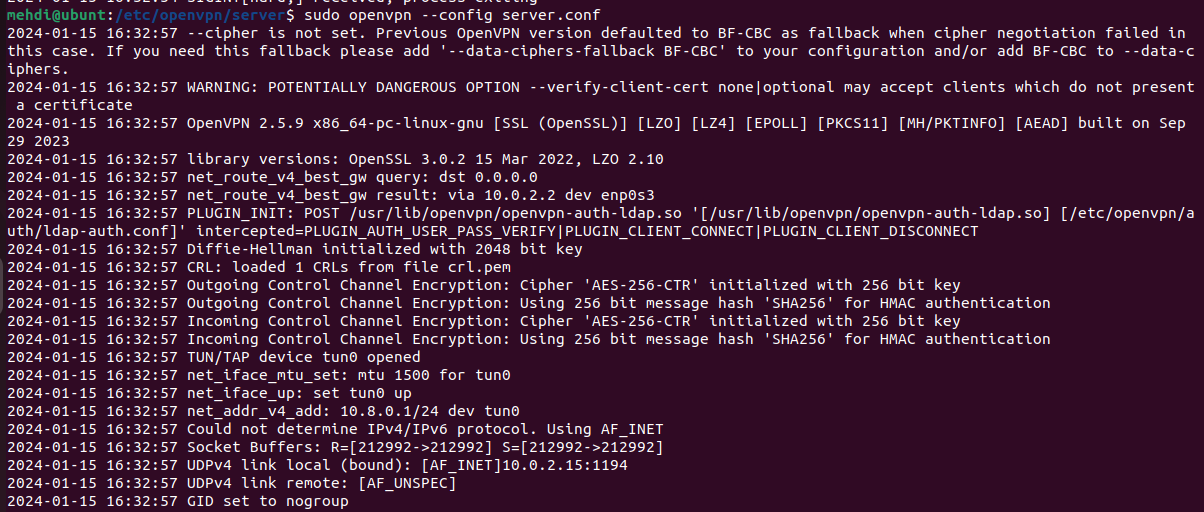 2024-01-15 16:32:54 SIGINT[hard,] received, process exiting
mehdi@ubunt:/etc/openvpn/server$ sudo openvpn --config server.conf
2024-01-15 16:32:57 --cipher is not set. Previous OpenVPN version defaulted to BF-CBC as fallback when cipher negotiation failed in
this case. If you need this fallback please add '--data-ciphers-fallback BF-CBC' to your configuration and/or add BF-CBC to --data-c
iphers.
2024-01-15 16:32:57 WARNING: POTENTIALLY DANGEROUS OPTION --verify-client-cert none|optional may accept clients which do not present
 a certificate
2024-01-15 16:32:57 OpenVPN 2.5.9 x86_64-pc-linux-gnu [SSL (OpenSSL)] [LZO] [LZ4] [EPOLL] [PKCS11] [MH/PKTINFO] [AEAD] built on Sep
29 2023
2024-01-15 16:32:57 library versions: OpenSSL 3.0.2 15 Mar 2022, LZO 2.10
2024-01-15 16:32:57 net_route_v4_best_gw query: dst 0.0.0.0
2024-01-15 16:32:57 net_route_v4_best_gw result: via 10.0.2.2 dev enp0s3
2024-01-15 16:32:57 PLUGIN_INIT: POST /usr/lib/openvpn/openvpn-auth-ldap.so '[/usr/lib/openvpn/openvpn-auth-ldap.so] [/etc/openvpn/a
uth/ldap-auth.conf]' intercepted=PLUGIN_AUTH_USER_PASS_VERIFY|PLUGIN_CLIENT_CONNECT|PLUGIN_CLIENT_DISCONNECT
2024-01-15 16:32:57 Diffie-Hellman initialized with 2048 bit key
2024-01-15 16:32:57 CRL: loaded 1 CRLs from file crl.pem
2024-01-15 16:32:57 Outgoing Control Channel Encryption: Cipher 'AES-256-CTR' initialized with 256 bit key
2024-01-15 16:32:57 Outgoing Control Channel Encryption: Using 256 bit message hash 'SHA256' for HMAC authentication
2024-01-15 16:32:57 Incoming Control Channel Encryption: Cipher 'AES-256-CTR' initialized with 256 bit key
2024-01-15 16:32:57 Incoming Control Channel Encryption: Using 256 bit message hash 'SHA256' for HMAC authentication
2024-01-15 16:32:57 TUN/TAP device tun0 opened
2024-01-15 16:32:57 net_iface_mtu_set: mtu 1500 for tun0
2024-01-15 16:32:57 net_iface_up: set tun0 up
2024-01-15 16:32:57 net_addr_v4_add: 10.8.0.1/24 dev tun0
2024-01-15 16:32:57 Could not determine IPv4/IPv6 protocol. Using AF_INET
2024-01-15 16:32:57 Socket Buffers: R=[212992->212992] S=[212992->212992]
2024-01-15 16:32:57 UDPv4 link local (bound): [AF_INET]10.0.2.15:1194
2024-01-15 16:32:57 UDPv4 link remote: [AF_UNSPEC]
2024-01-15 16:32:57 GID set to nogroup